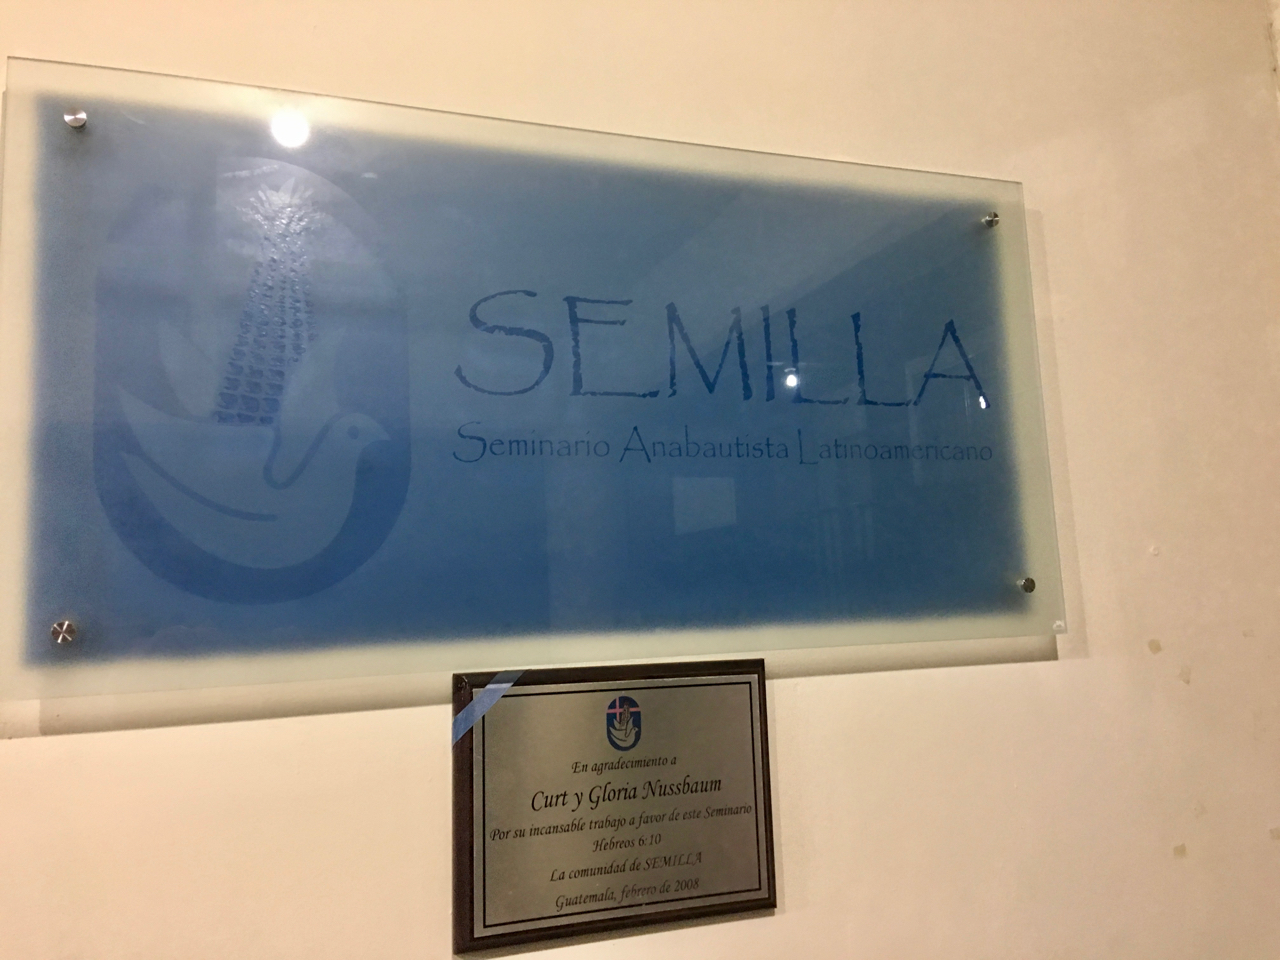 SEMILLA
Seminario Anabautista Latinoamericano
En agradecimiento a
Curt y Gloria Nussbaum
Por su incansable trabajo a favor de este Seminario
Hebreos 6:10
La comunidad de SEMILLA
Guatemala, febrero de 2008